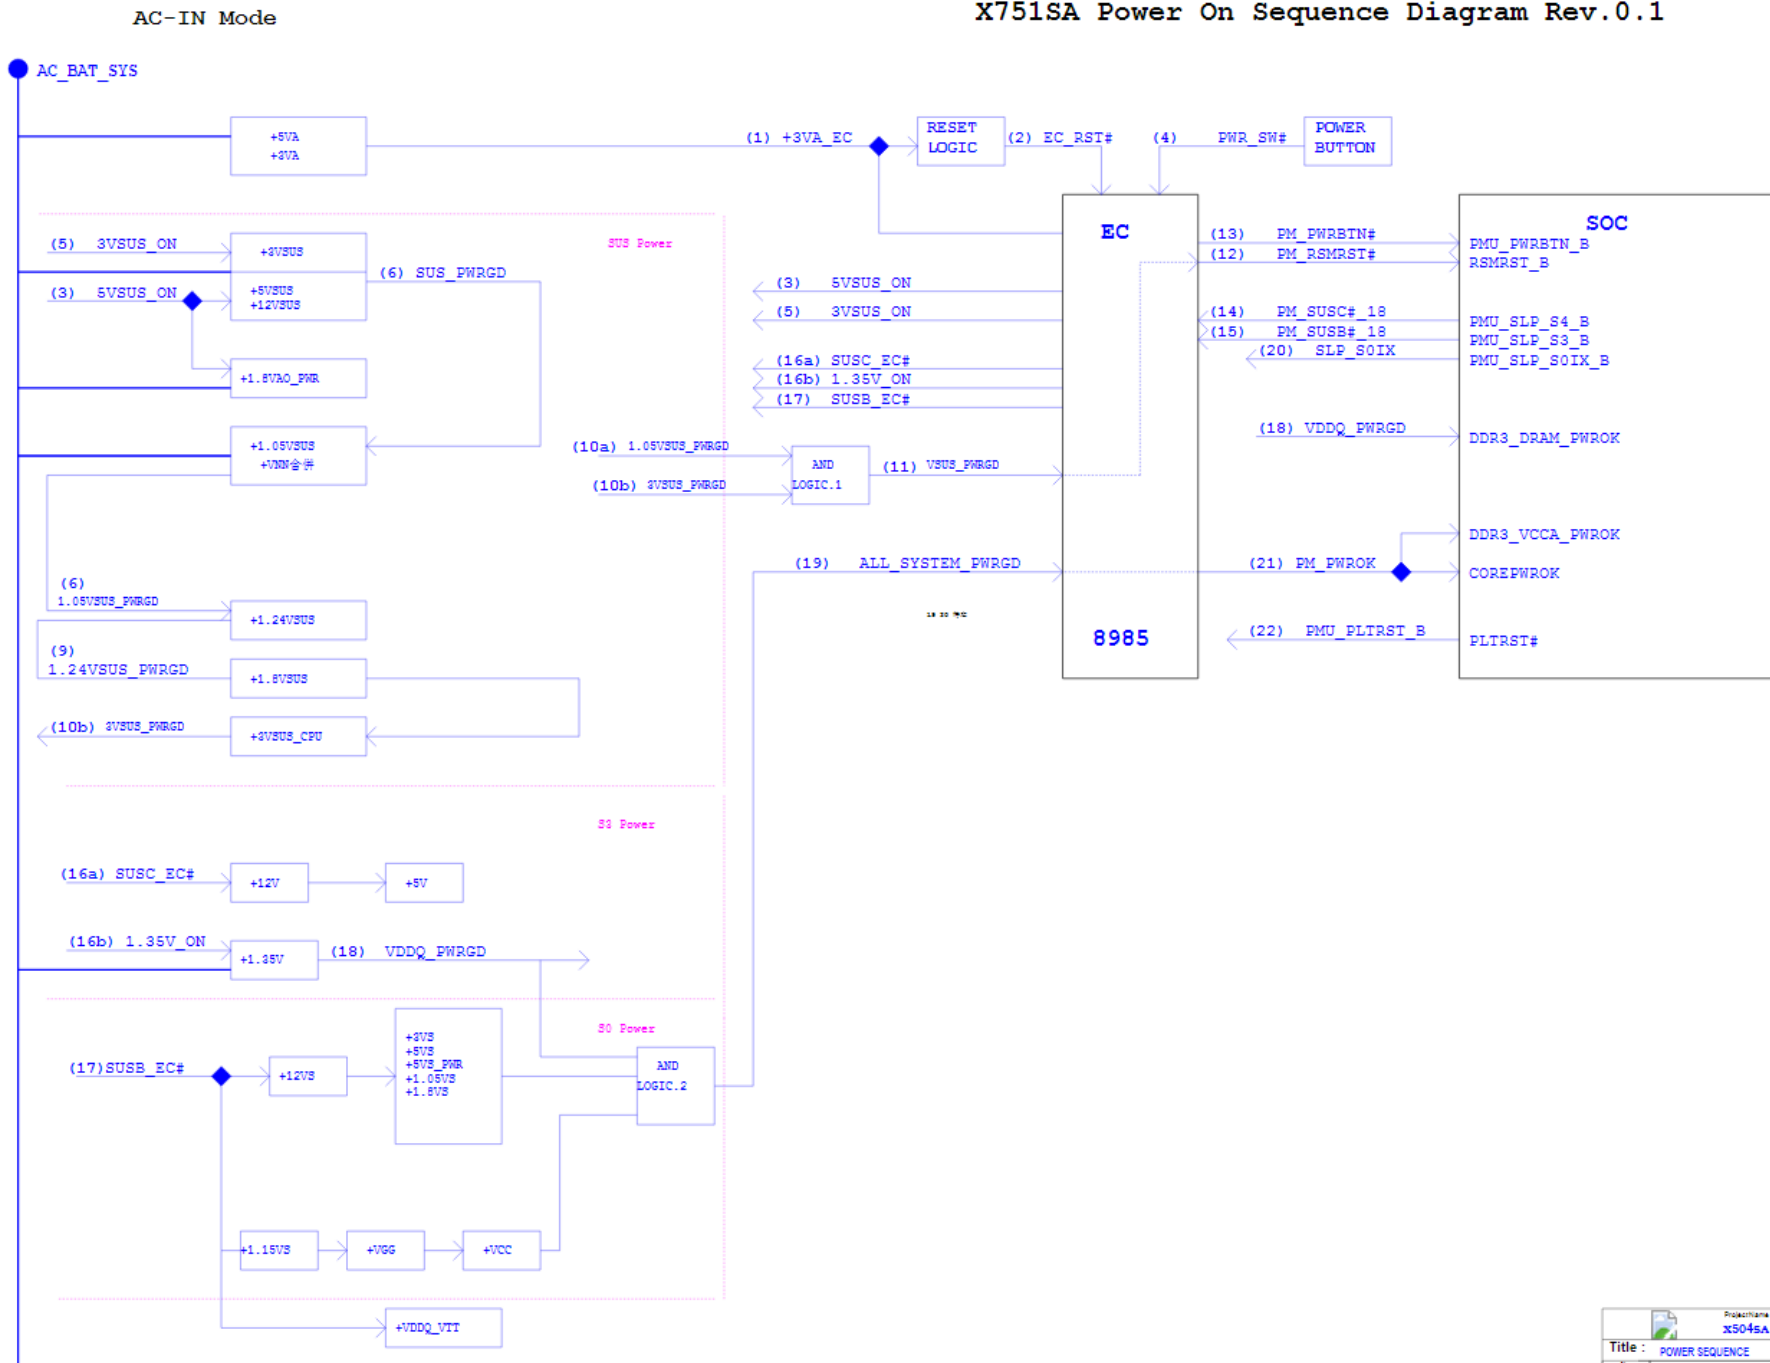 AC-IN Mode
X751SA Power On Sequence Diagram Rev.0.1
AC_BAT_SYS
+5VA
+3VA
(1) +3VA_EC
RESET
LOGIC
(2) EC_RST#
(4) PWR_SW#
POWER
BUTTON
SUS Power
(5) 3VSUS_ON
+3VSUS
(6) SUS_PWRGD
(3) 5VSUS_ON
+5VSUS
+12VSUS
+1.8VAO_PWR
+1.05VSUS
+VNN合併
(6)
1.05VSUS_PWRGD
+1.24VSUS
(9)
1.24VSUS_PWRGD
+1.8VSUS
(10b) 3VSUS_PWRGD
+3VSUS_CPU
EC
8985
(3) 5VSUS_ON
(5) 3VSUS_ON
(16a) SUSC_EC#
(16b) 1.35V_ON
(17) SUSB_EC#
(10a) 1.05VSUS_PWRGD
(10b) 3VSUS_PWRGD
AND
LOGIC.1
(11) VSUS_PWRGD
(19) ALL_SYSTEM_PWRGD
SOC
(13) PM_PWRBTN#
PMU_PWRBTN_B
(12) PM_RSMRST#
RSMRST_B
(14) PM_SUSC#_18
PMU_SLP_S4_B
(15) PM_SUSB#_18
PMU_SLP_S3_B
(20) SLP_S0IX
PMU_SLP_S0IX_B
(18) VDDQ_PWRGD
DDR3_DRAM_PWROK
DDR3_VCCA_PWROK
(21) PM_PWROK
COREPWROK
(22) PMU_PLTRST_B
PLTRST#
S3 Power
(16a) SUSC_EC#
+12V
+5V
(16b) 1.35V_ON
+1.35V
(18) VDDQ_PWRGD
S0 Power
(17)SUSB_EC#
+12VS
+3VS
+5VS
+5VS_PWR
+1.05VS
+1.8VS
AND
LOGIC.2
+1.15VS
+VGG
+VCC
+VDDQ_VTT
X504SA
Title :
POWER SEQUENCE